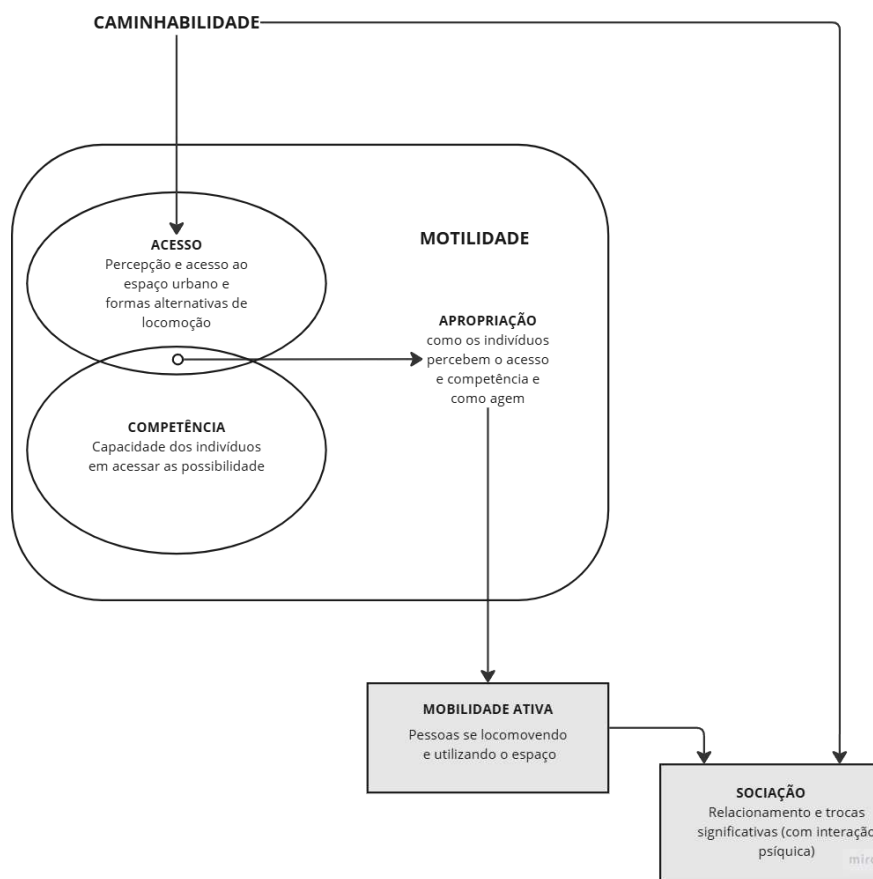 CAMINHABILIDADE
MOTILIDADE
ACESSO
Percepção e acesso ao
espaço urbano e
formas alternativas de
locomoção
APROPRIAÇÃO
como os indivíduos
percebem o acesso
e competência e
como agem
COMPETÊNCIA
Capacidade dos indivíduos
em acessar as possibilidade
MOBILIDADE ATIVA
Pessoas se locomovendo
e utilizando o espaço
SOCIAÇÃO
Relacionamento e trocas
significativas (com interação
psíquica)
miro